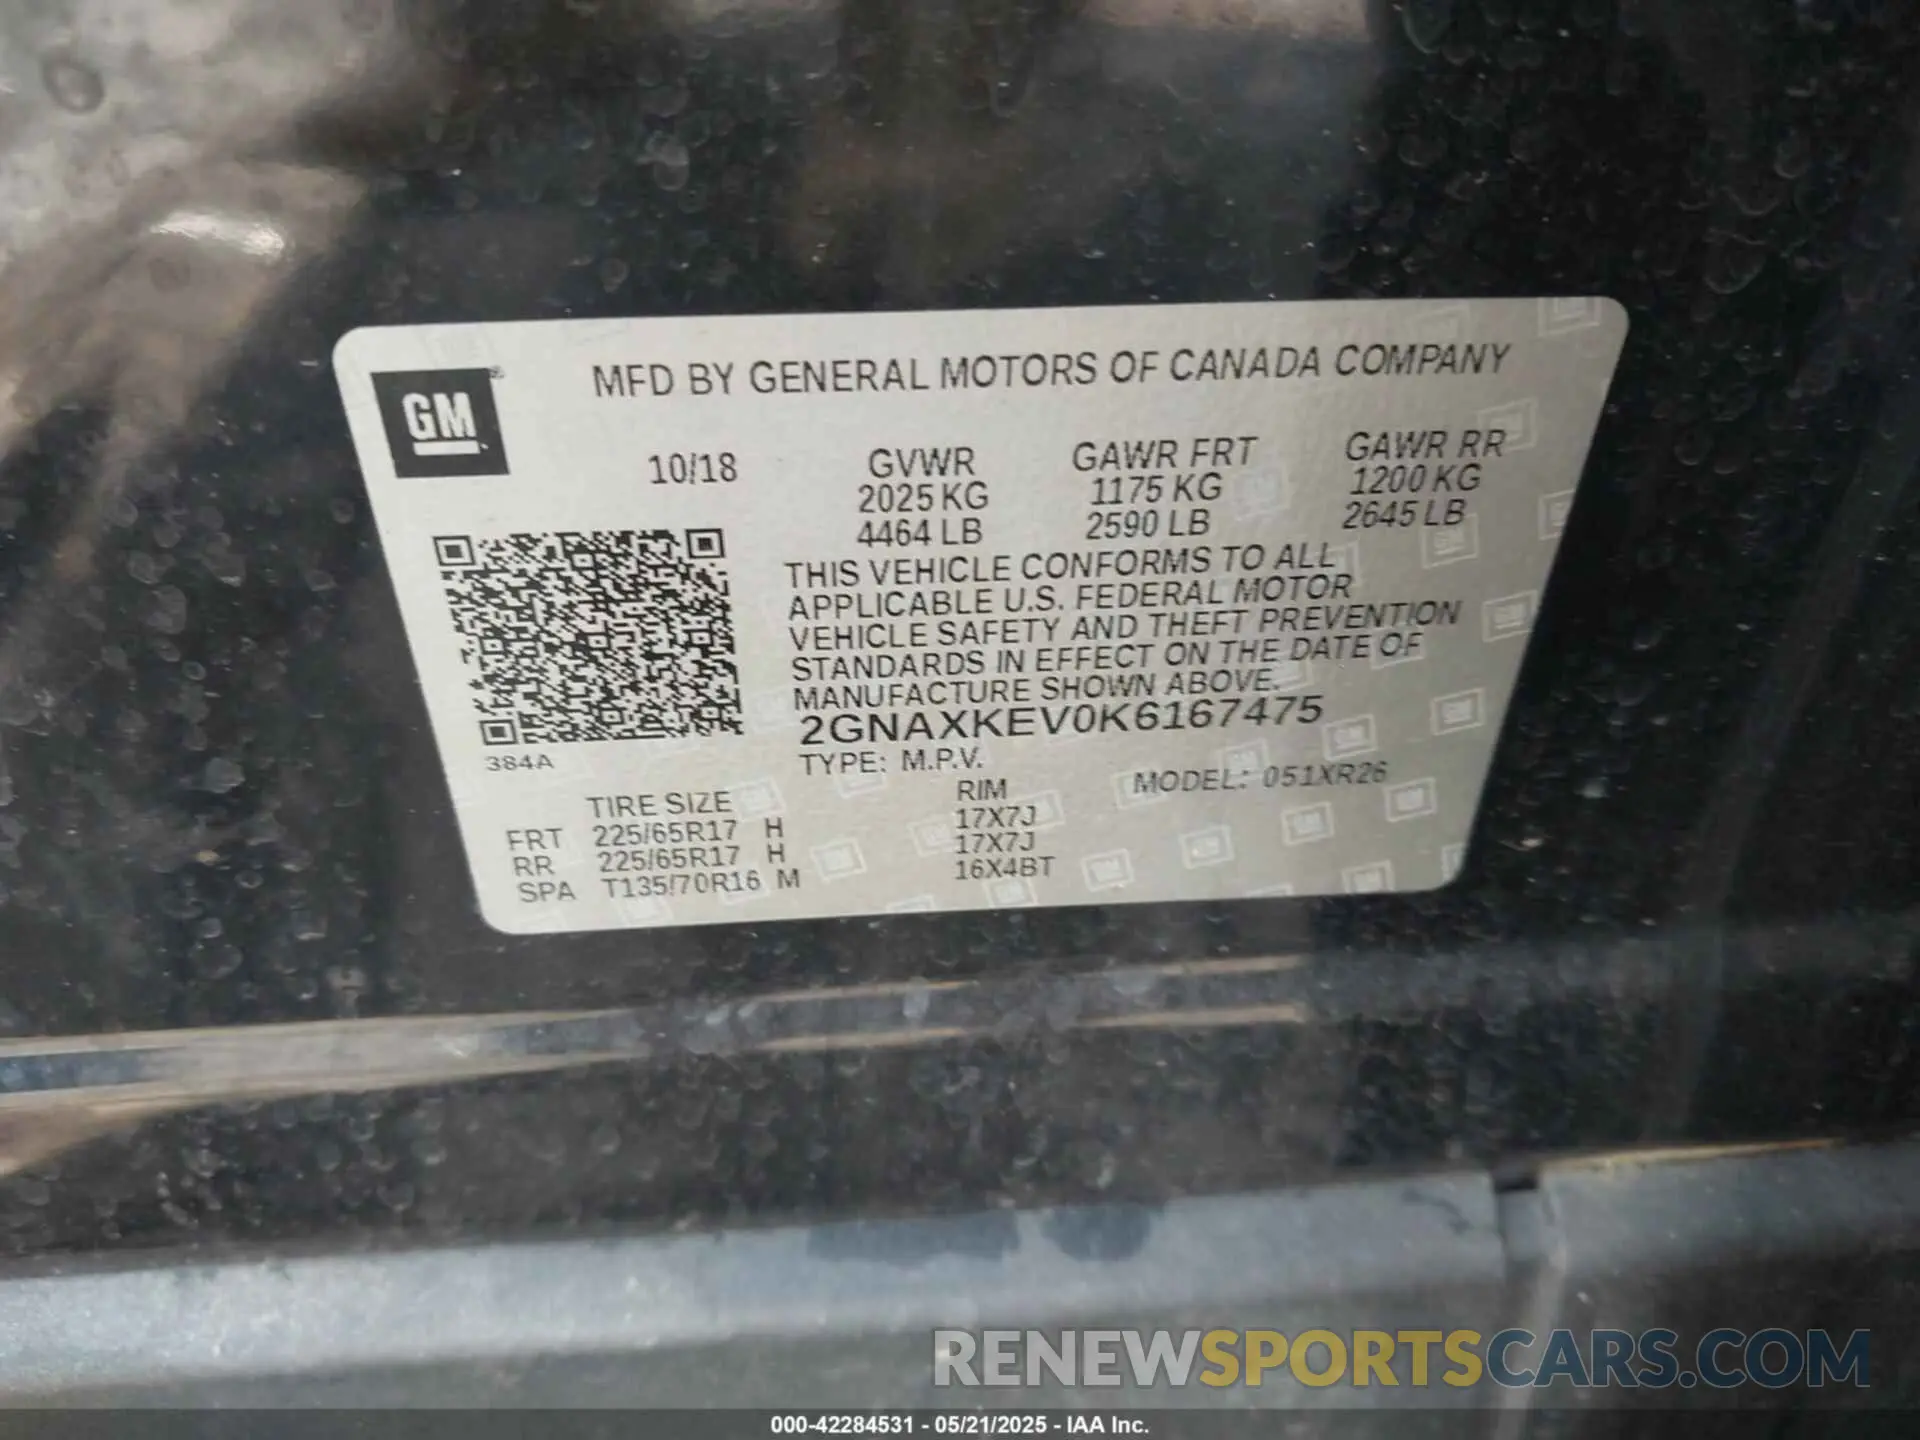 GM
MFD BY GENERAL MOTORS OF CANADA COMPANY
10/18 GVWR GAWR FRT GAWR RR
2025 KG 1175 KG 1200 KG
4464 LB 2590 LB 2645 LB
THIS VEHICLE CONFORMS TO ALL
APPLICABLE U.S. FEDERAL MOTOR
VEHICLE SAFETY AND THEFT PREVENTION
STANDARDS IN EFFECT ON THE DATE OF
MANUFACTURE SHOWN ABOVE.
2GNAXKEV0K6167475
384A TYPE: M.P.V. MODEL: 051XR26
TIRE SIZE RIM
FRT 225/65R17 H 17X7J
RR 225/65R17 H 17X7J
SPA T135/70R16 M 16X4BT
RENEWSPORTSCARS.COM
000-42284531 - 05/21/2025 - IAA Inc.